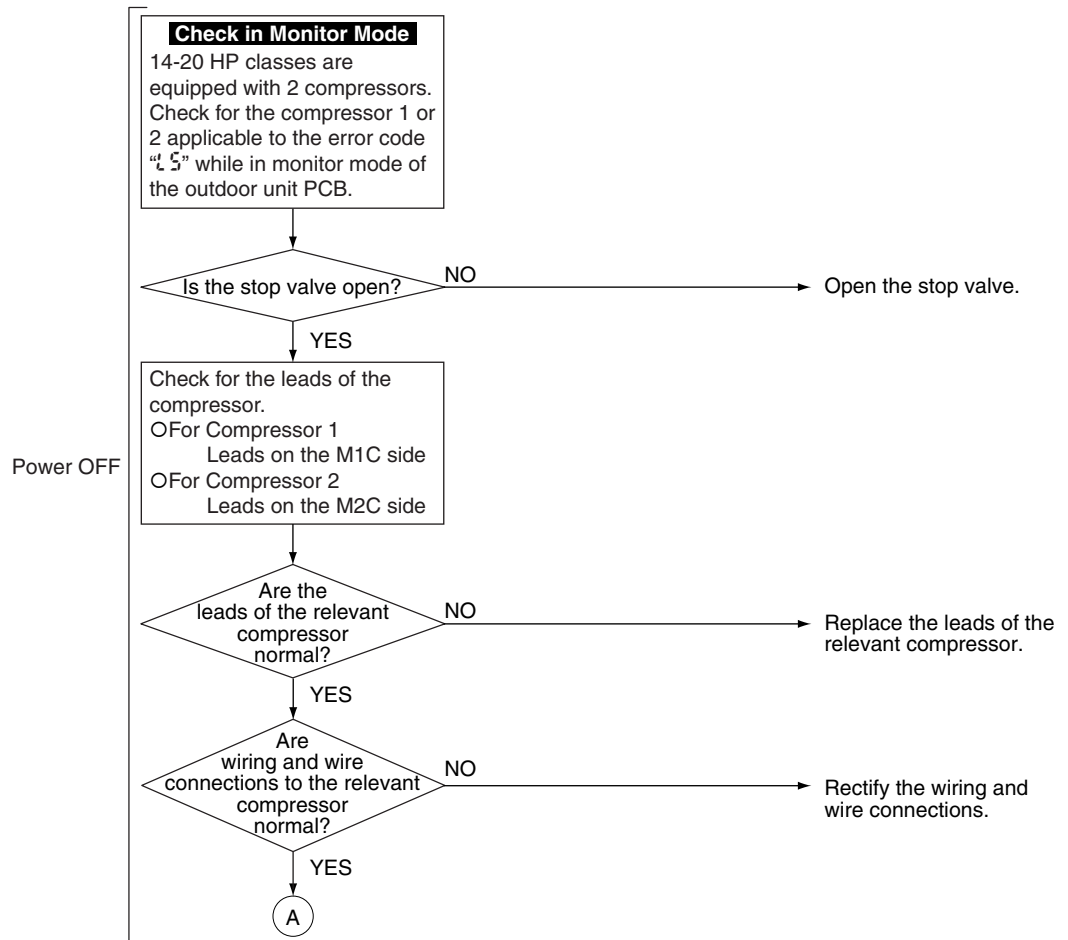 Check in Monitor Mode
14-20 HP classes are
equipped with 2 compressors.
Check for the compressor 1 or
2 applicable to the error code
“L5” while in monitor mode of
the outdoor unit PCB.
Is the stop valve open?
NO
Open the stop valve.
YES
Check for the leads of the
compressor.
○For Compressor 1
Leads on the M1C side
○For Compressor 2
Leads on the M2C side
Power OFF
Are the
leads of the relevant
compressor
normal?
NO
Replace the leads of the
relevant compressor.
YES
Are
wiring and wire
connections to the relevant
compressor
normal?
NO
Rectify the wiring and
wire connections.
YES
A